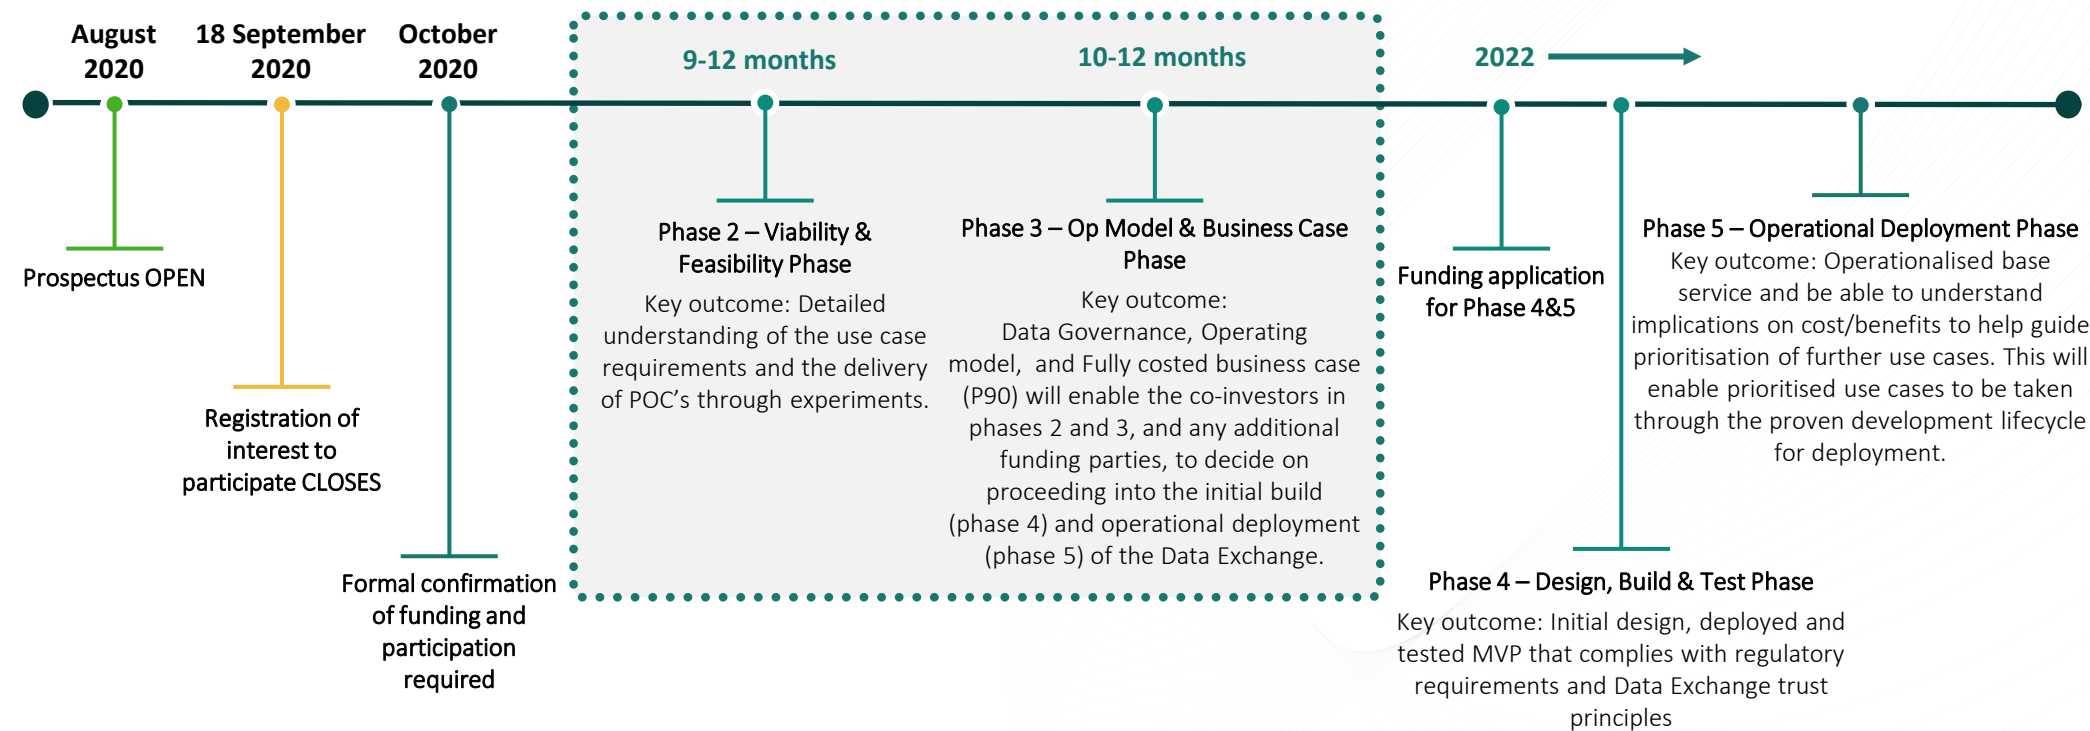 August
2020
18 September
2020
October
2020
9-12 months
10-12 months
2022
Prospectus OPEN
Registration of
interest to
participate CLOSES
Formal confirmation
of funding and
participation
required
Phase 2 – Viability &
Feasibility Phase
Key outcome: Detailed
understanding of the use case
requirements and the delivery
of POC’s through experiments.
Phase 3 – Op Model & Business Case
Phase
Key outcome:
Data Governance, Operating
model,  and Fully costed business case
(P90) will enable the co-investors in
phases 2 and 3, and any additional
funding parties, to decide on
proceeding into the initial build
(phase 4) and operational deployment
(phase 5) of the Data Exchange.
Funding application
for Phase 4&5
Phase 4 – Design, Build & Test Phase
Key outcome: Initial design, deployed and
tested MVP that complies with regulatory
requirements and Data Exchange trust
principles
Phase 5 – Operational Deployment Phase
Key outcome: Operationalised base
service and be able to understand
implications on cost/benefits to help guide
prioritisation of further use cases. This will
enable prioritised use cases to be taken
through the proven development lifecycle
for deployment.